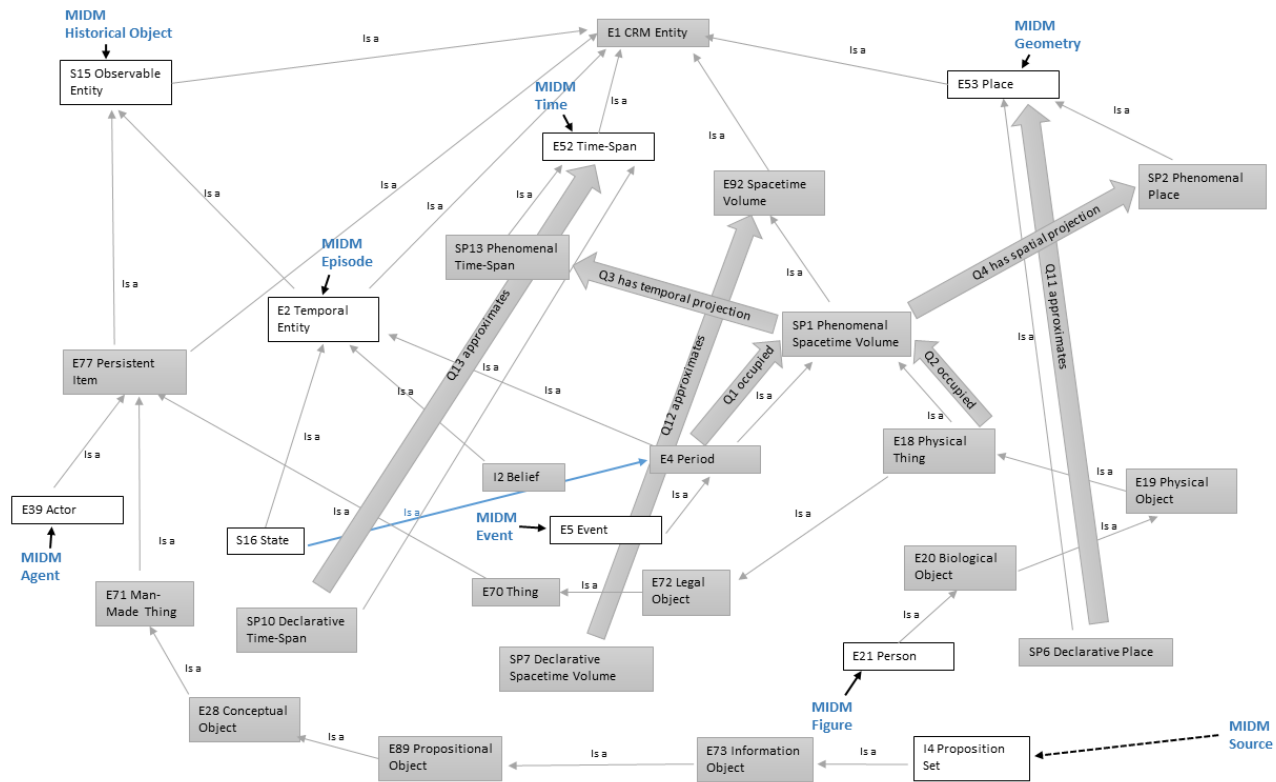 MIDM
Historical Object
E1 CRM Entity
MIDM
Geometry
Is a
Is a
S15 Observable
Entity
E53 Place
MIDM
Time
Is a
Is a
Is a
E52 Time-Span
Is a
SP2 Phenomenal
Place
E92 Spacetime
Volume
Is a
Is a
Is a
Is a
MIDM
Episode
SP13 Phenomenal
Time-Span
Q4 has spatial projection
Q3 has temporal projection
Is a
Is a
Q11 approximates
E2 Temporal
Entity
SP1 Phenomenal
Spacetime Volume
Q13 approximates
E77 Persistent
Item
Is a
Is a
Q2 occupied
Q1 occupied
Is a
Q12 approximates
Is a
Is a
Is a
Is a
E4 Period
E18 Physical
Thing
I2 Belief
Is a
E19 Physical
Object
E39 Actor
Is a
Is a
Is a
Is a
MIDM
Event
E5 Event
S16 State
Is a
MIDM
Agent
Is a
E20 Biological
Object
E71 Man-
Made Thing
E70 Thing
Is a
E72 Legal
Object
SP10 Declarative
Time-Span
Is a
SP7 Declarative
Spacetime Volume
E21 Person
SP6 Declarative Place
Is a
MIDM
Figure
E28 Conceptual
Object
MIDM
Source
Is a
E89 Propositional
Object
Is a
E73 Information
Object
Is a
I4 Proposition
Set